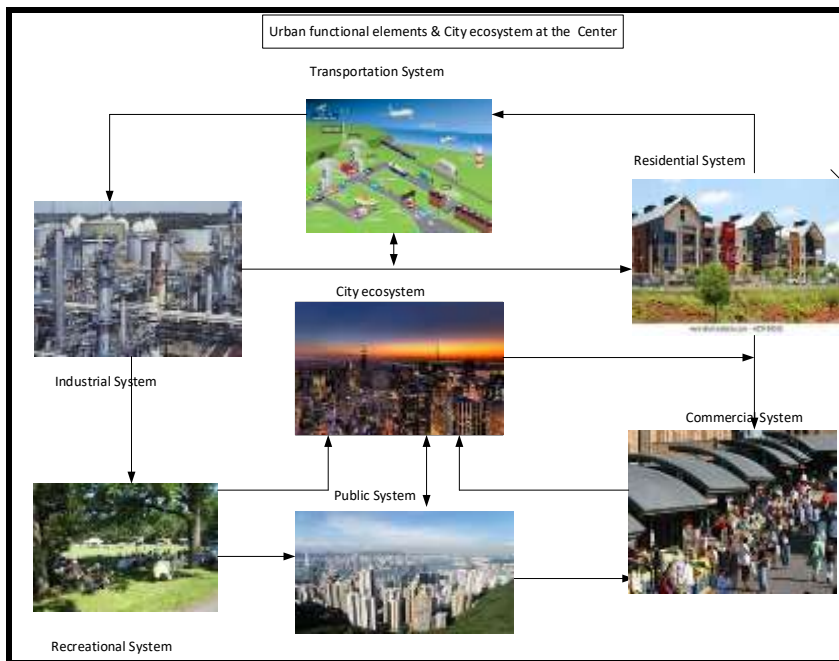 Urban functional elements & City ecosystem at the Center
Transportation System
Residential System
City ecosystem
Industrial System
Commercial System
Public System
Recreational System